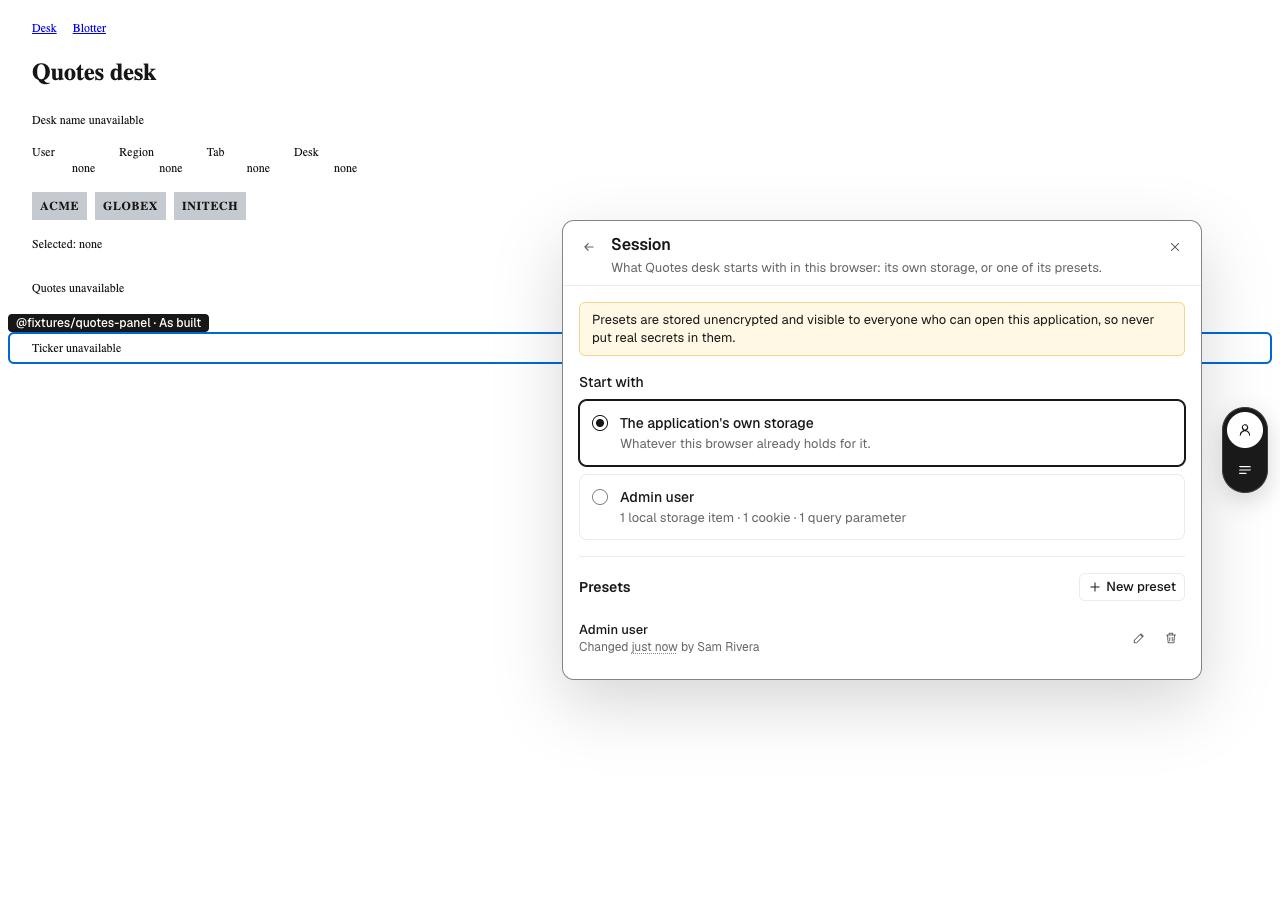 Desk Blotter
Quotes desk
Desk name unavailable
User Region Tab Desk
none none none none
ACME GLOBEX INITECH
Selected: none
Quotes unavailable
@fixtures/quotes-panel · As built
Ticker unavailable
Session
What Quotes desk starts with in this browser: its own storage, or one of its presets.
Presets are stored unencrypted and visible to everyone who can open this application, so never
put real secrets in them.
Start with
The application's own storage
Whatever this browser already holds for it.
Admin user
1 local storage item · 1 cookie · 1 query parameter
Presets
New preset
Admin user
Changed just now by Sam Rivera